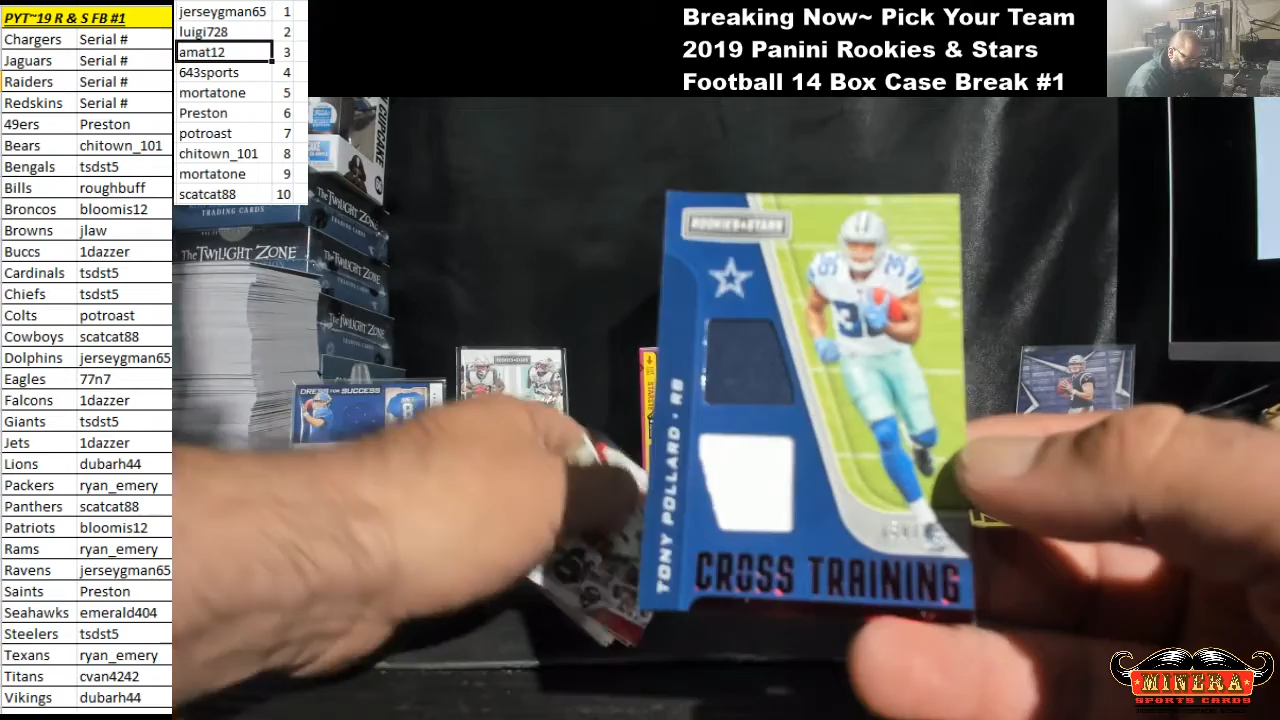 PYT~19 R & S FB #1
Chargers Serial #
Jaguars Serial #
Raiders Serial #
Redskins Serial #
49ers Preston
Bears chitown_101
Bengals tsdst5
Bills roughbuff
Broncos bloomis12
Browns jlaw
Buccs 1dazzer
Cardinals tsdst5
Chiefs tsdst5
Colts potroast
Cowboys scatcat88
Dolphins jerseygman65
Eagles 77n7
Falcons 1dazzer
Giants tsdst5
Jets 1dazzer
Lions dubarh44
Packers ryan_emery
Panthers scatcat88
Patriots bloomis12
Rams ryan_emery
Ravens jerseygman65
Saints Preston
Seahawks emerald404
Steelers tsdst5
Texans ryan_emery
Titans cvan4242
Vikings dubarh44
jerseygman65 1
luigi728 2
amat12 3
643sports 4
mortatone 5
Preston 6
potroast 7
chitown_101 8
mortatone 9
scatcat88 10
Breaking Now~ Pick Your Team
2019 Panini Rookies & Stars
Football 14 Box Case Break #1
CUPCAKE
THE TWILIGHT ZONE
TRADING CARDS
THE TWILIGHT ZONE
THE TWILIGHT ZONE
DRESS FOR SUCCESS
8
ROOKIES & STARS
36
TONY POLLARD • RB
CROSS TRAINING
MINERA
SPORTS CARDS